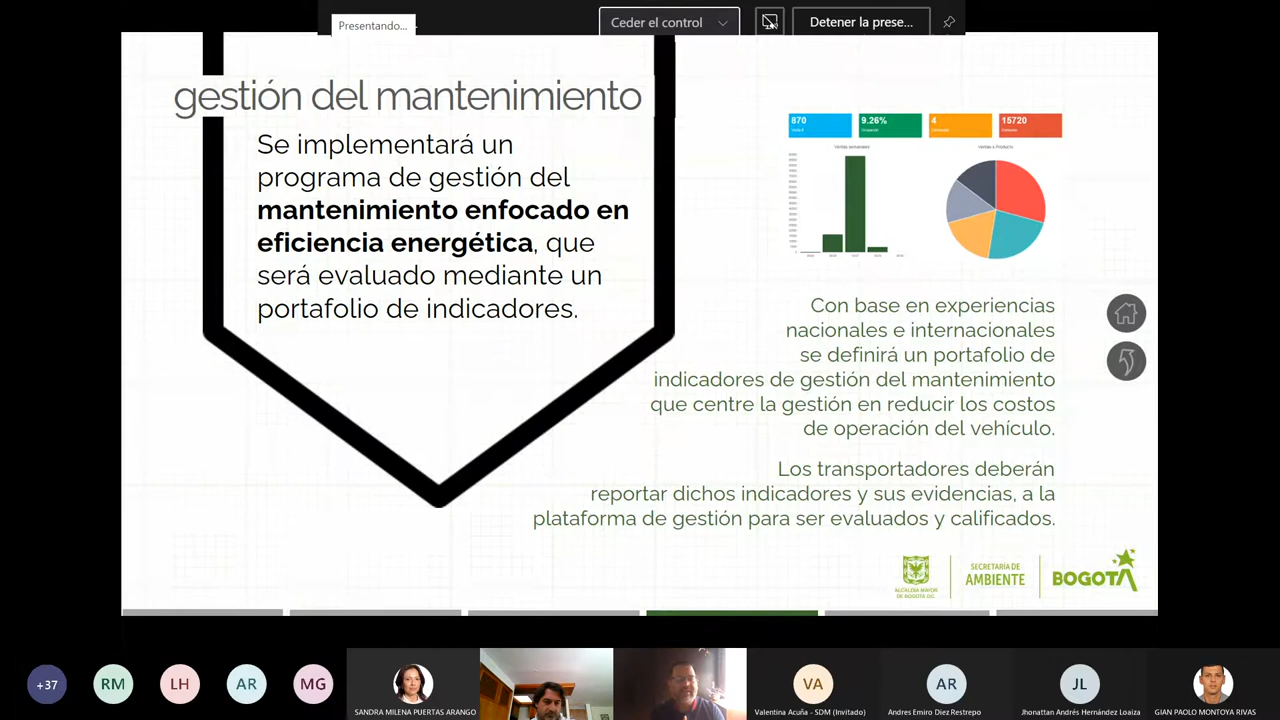 Presentando...
Ceder el control
Detener la prese...
gestión del mantenimiento
Se implementará un
programa de gestión del
mantenimiento enfocado en
eficiencia energética, que
será evaluado mediante un
portafolio de indicadores.
870
9.26%
4
15720
Ventas semanales
Ventas x Producto
Con base en experiencias
nacionales e internacionales
se definirá un portafolio de
indicadores de gestión del mantenimiento
que centre la gestión en reducir los costos
de operación del vehículo.
Los transportadores deberán
reportar dichos indicadores y sus evidencias, a la
plataforma de gestión para ser evaluados y calificados.
ALCALDÍA MAYOR
DE BOGOTÁ D.C.
SECRETARÍA DE
AMBIENTE
BOGOTÁ
+37
RM
LH
AR
MG
SANDRA MILENA PUERTAS ARANGO
VA
Valentina Acuña - SDM (Invitado)
AR
Andres Emiro Diez Restrepo
JL
Jhonattan Andrés Hernández Loaiza
GIAN PAOLO MONTOYA RIVAS